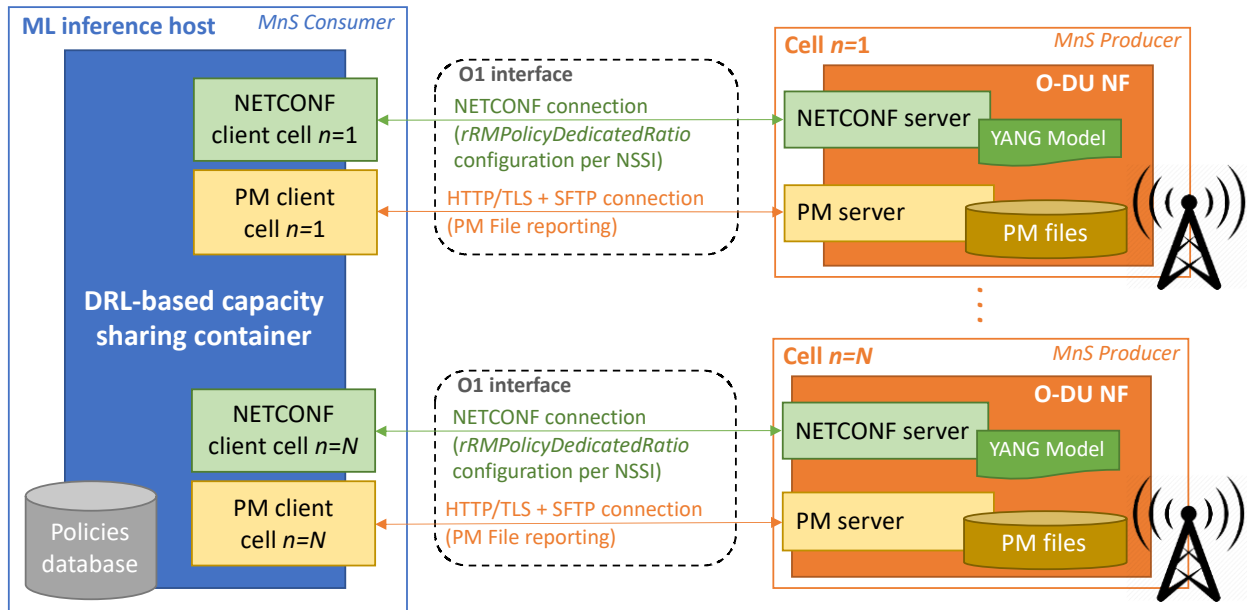 ML inference host
MnS Consumer
NETCONF
client cell n=1
PM client
cell n=1
DRL-based capacity
sharing container
NETCONF
client cell n=N
PM client
cell n=N
Policies
database
O1 interface
NETCONF connection
(rRMPolicyDedicatedRatio
configuration per NSSI)
HTTP/TLS + SFTP connection
(PM File reporting)
O1 interface
NETCONF connection
(rRMPolicyDedicatedRatio
configuration per NSSI)
HTTP/TLS + SFTP connection
(PM File reporting)
Cell n=1
MnS Producer
O-DU NF
NETCONF server
YANG Model
PM server
PM files
Cell n=N
MnS Producer
O-DU NF
NETCONF server
YANG Model
PM server
PM files